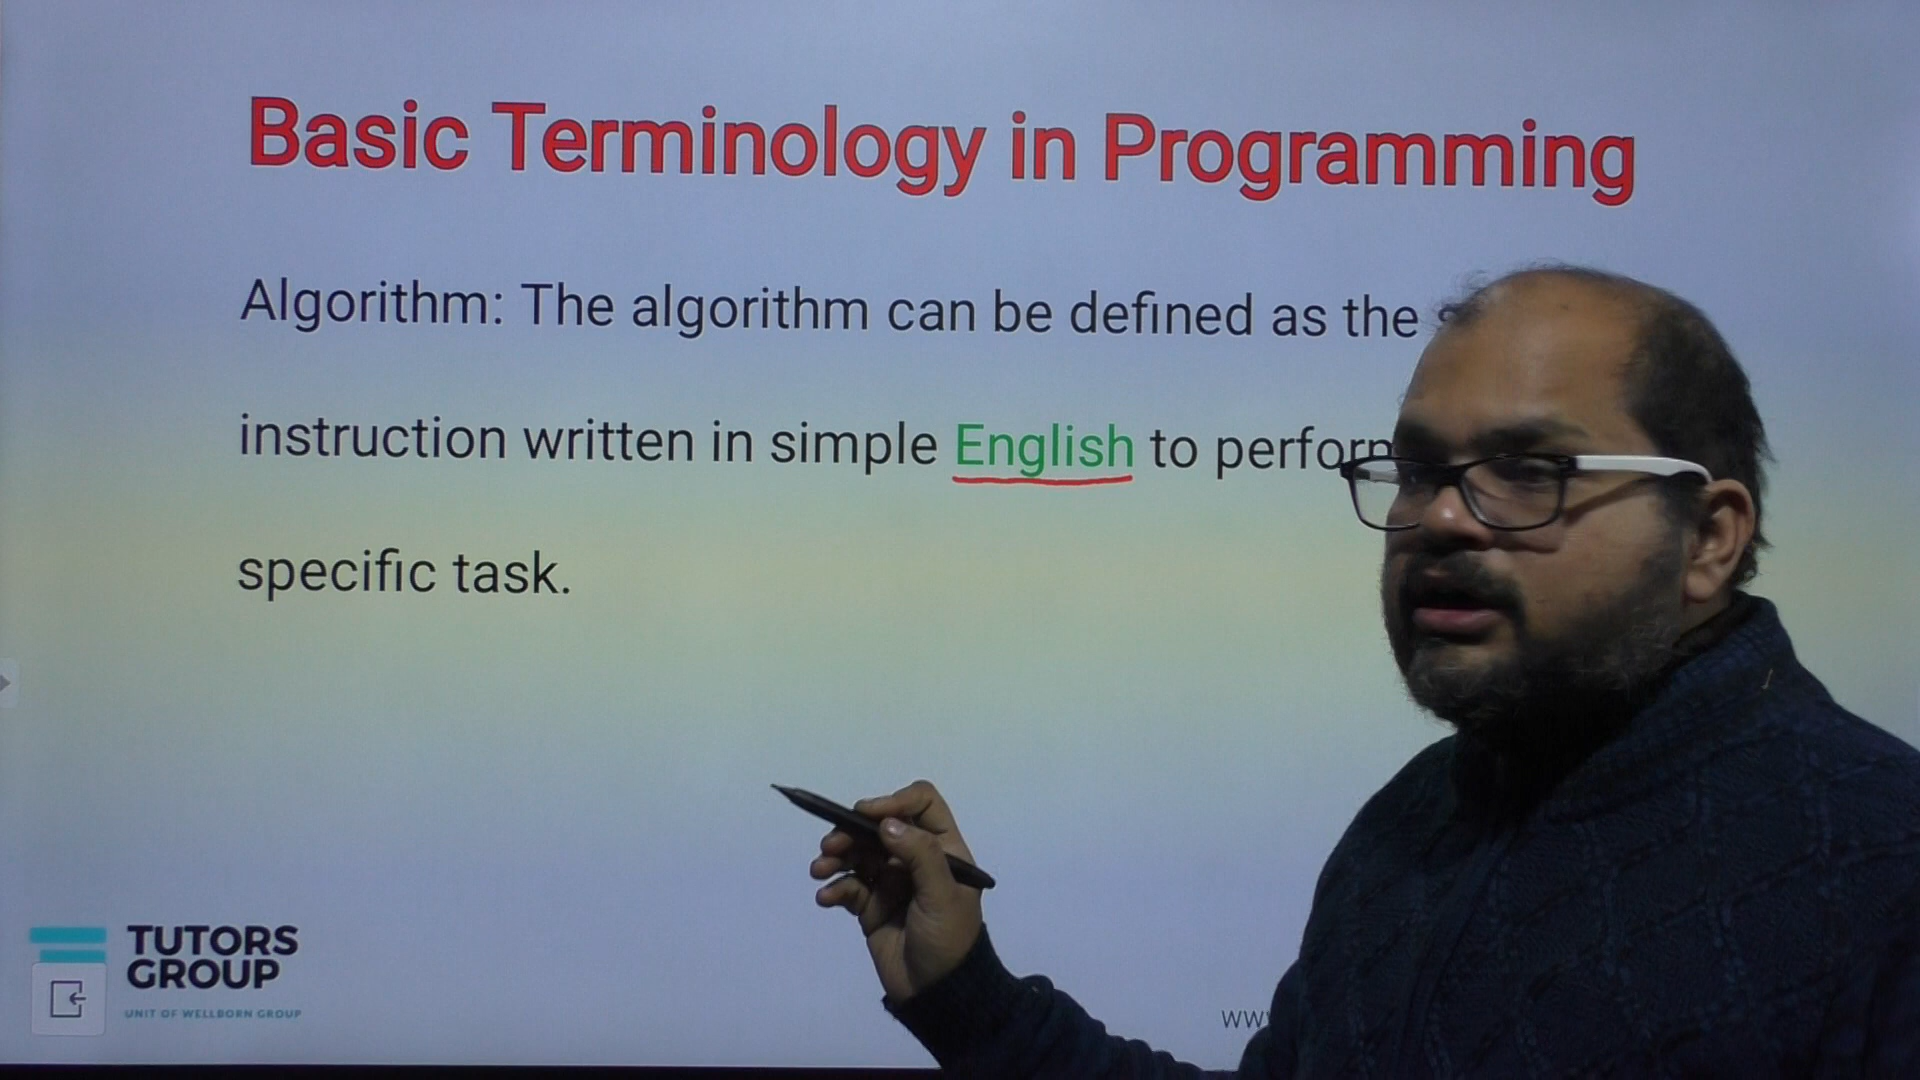 Basic Terminology in Programming
Algorithm: The algorithm can be defined as the
instruction written in simple English to perform
specific task.
TUTORS
GROUP
UNIT OF WELLBORN GROUP